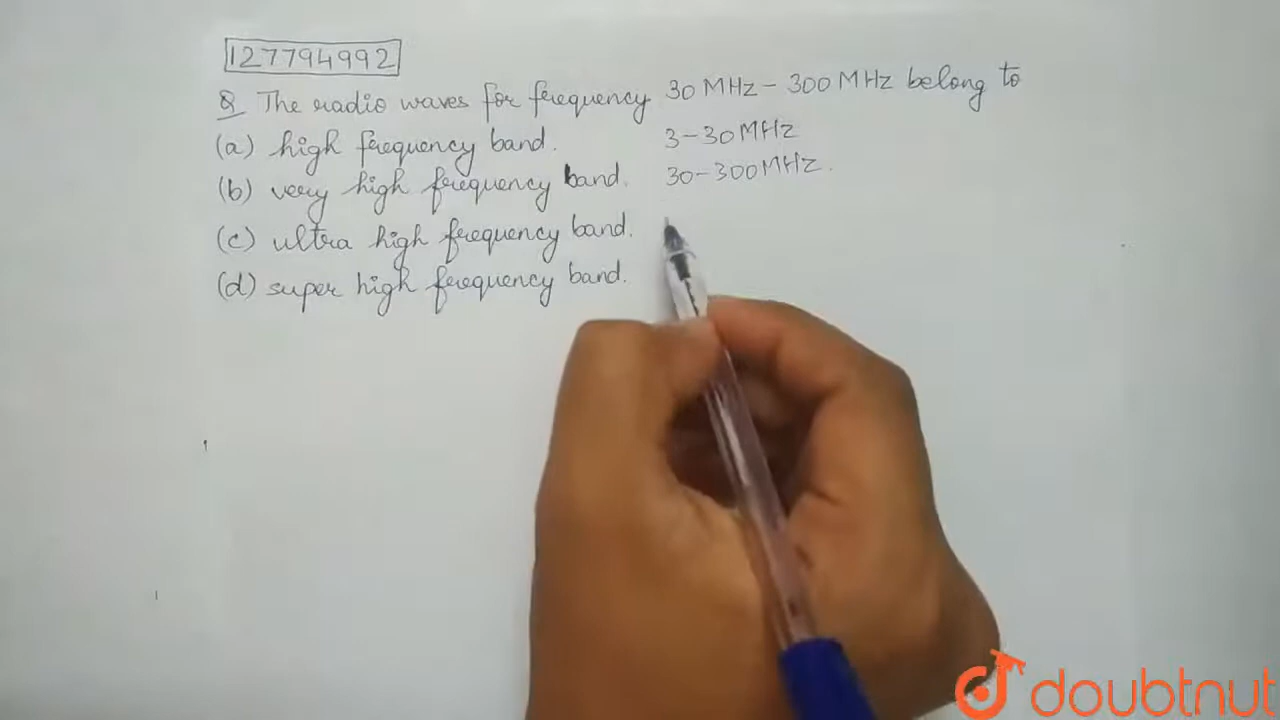 127794992
Q The radio waves for frequency 30 MHz - 300 MHz belong to
(a) high frequency band. 3-30 MHz
(b) very high frequency band. 30-300 MHz.
(c) ultra high frequency band.
(d) super high frequency band.
doubtnut